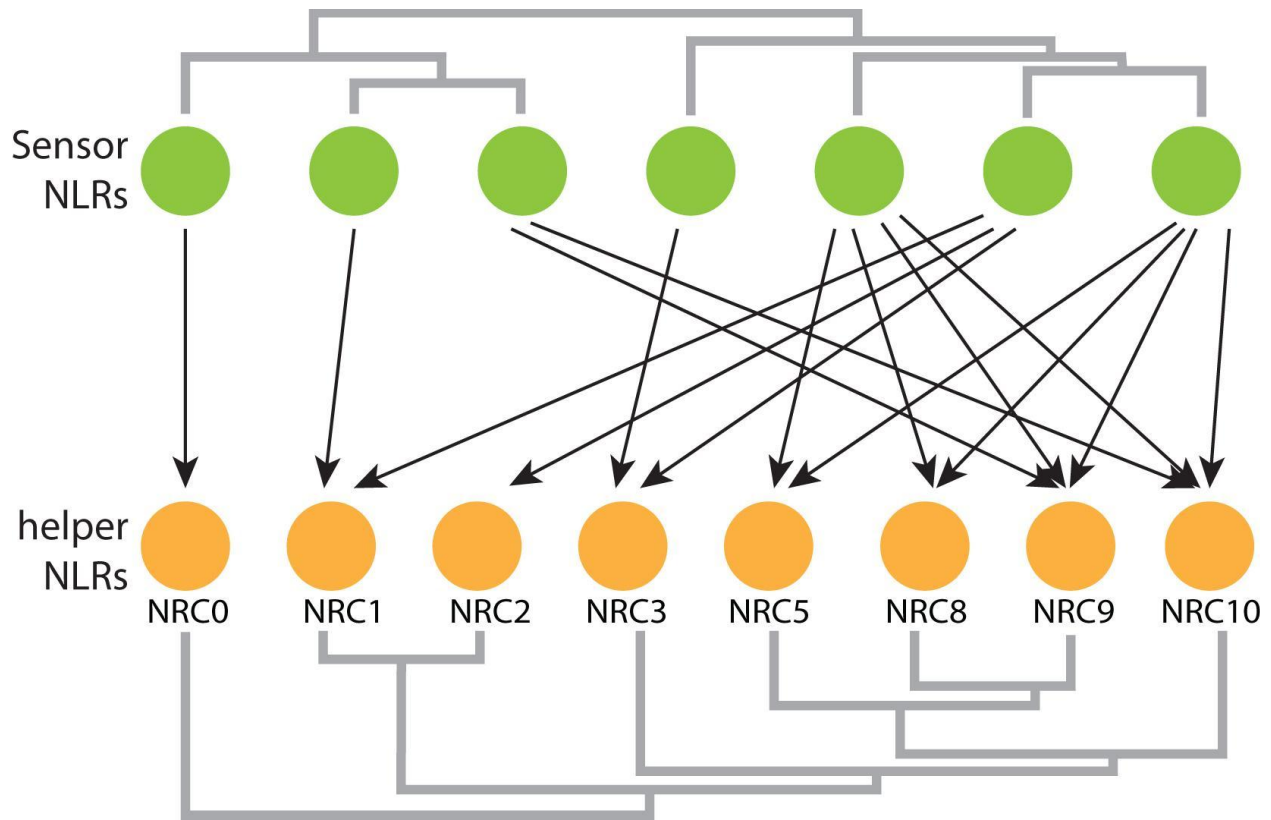 Sensor
NLRs
helper
NLRs
NRC0 NRC1 NRC2 NRC3 NRC5 NRC8 NRC9 NRC10